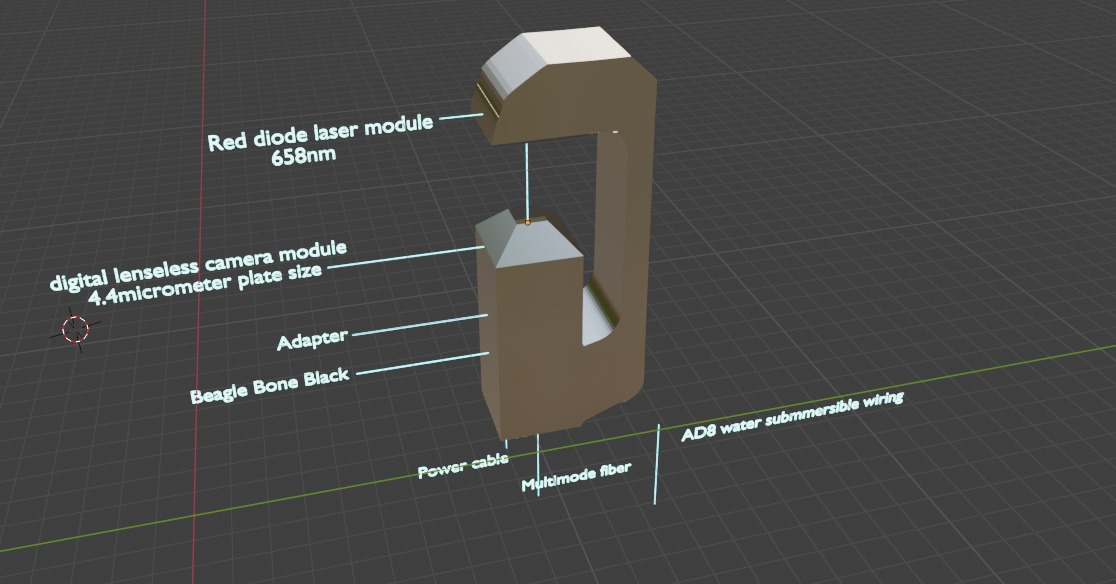 Red diode laser module
658nm
digital lenseless camera module
4.4micrometer plate size
Adapter
Beagle Bone Black
AD8 water submmersible wiring
Power cable
Multimode fiber